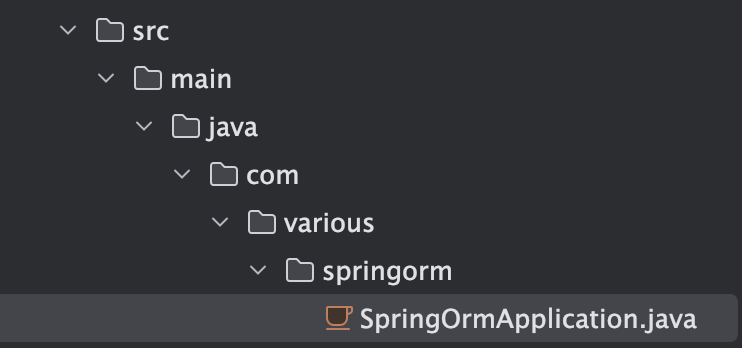 src
main
java
com
various
springorm
SpringOrmApplication.java